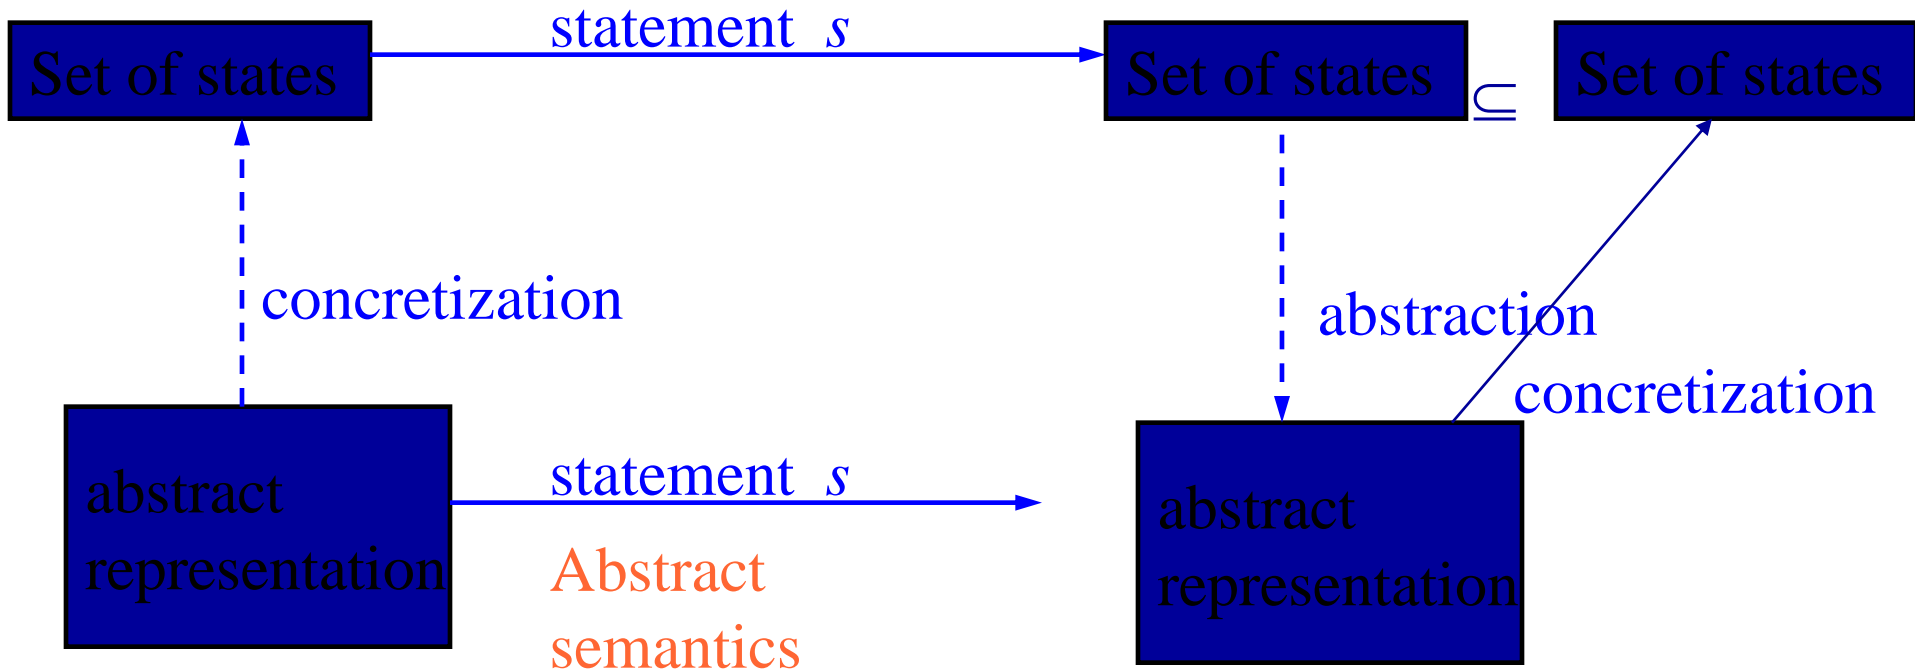 statement s
Set of states
Set of states
⊆
Set of states
concretization
abstraction
concretization
abstract
representation
statement s
Abstract
semantics
abstract
representation